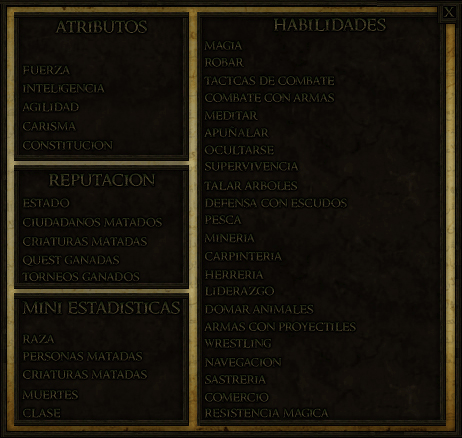 ATRIBUTOS
FUERZA
INTELIGENCIA
AGILIDAD
CARISMA
CONSTITUCION
REPUTACION
ESTADO
CIUDADANOS MATADOS
CRIATURAS MATADAS
QUEST GANADAS
TORNEOS GANADOS
MINI ESTADISTICAS
RAZA
PERSONAS MATADAS
CRIATURAS MATADAS
MUERTES
CLASE
HABILIDADES
X
MAGIA
ROBAR
TACTCAS DE COMBATE
COMBATE CON ARMAS
MEDITAR
APUÑALAR
OCULTARSE
SUPERVIVENCIA
TALAR ARBOLES
DEFENSA CON ESCUDOS
PESCA
MINERIA
CARPINTERIA
HERRERIA
LIDERAZGO
DOMAR ANIMALES
ARMAS CON PROYECTILES
WRESTLING
NAVEGACION
SASTRERIA
COMERCIO
RESISTENCIA MÁGICA